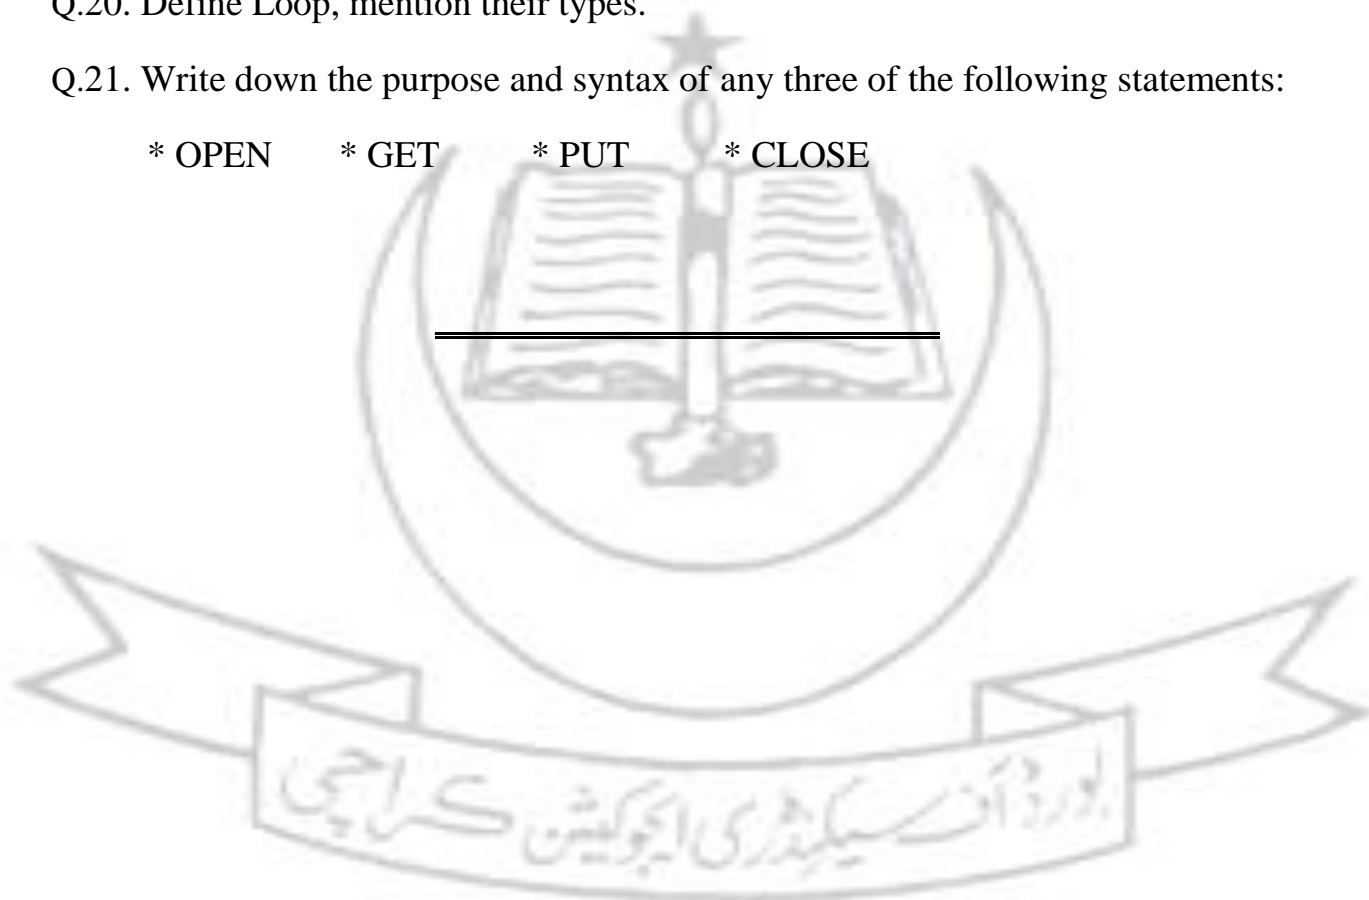 Q.20. Define Loop, mention their types.
Q.21. Write down the purpose and syntax of any three of the following statements:
* OPEN * GET * PUT * CLOSE
بورڈ آف سیکنڈری ایجوکیشن کراچی